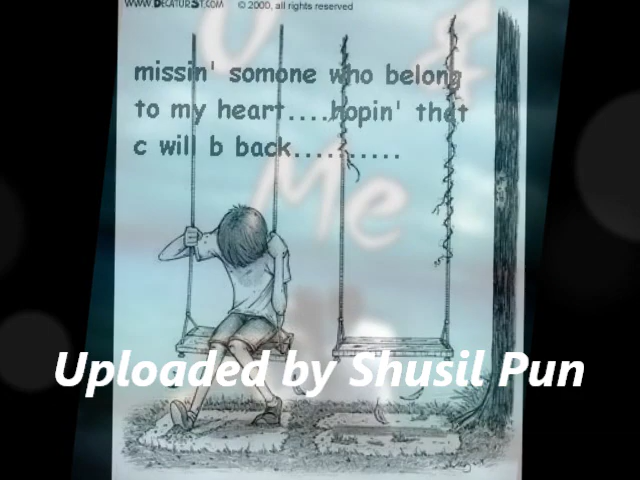 WWW.DECATURST.COM © 2000, all rights reserved
U &
missin' somone who belong
to my heart....hopin' that
c will b back..........
Me
Uploaded by Shusil Pun